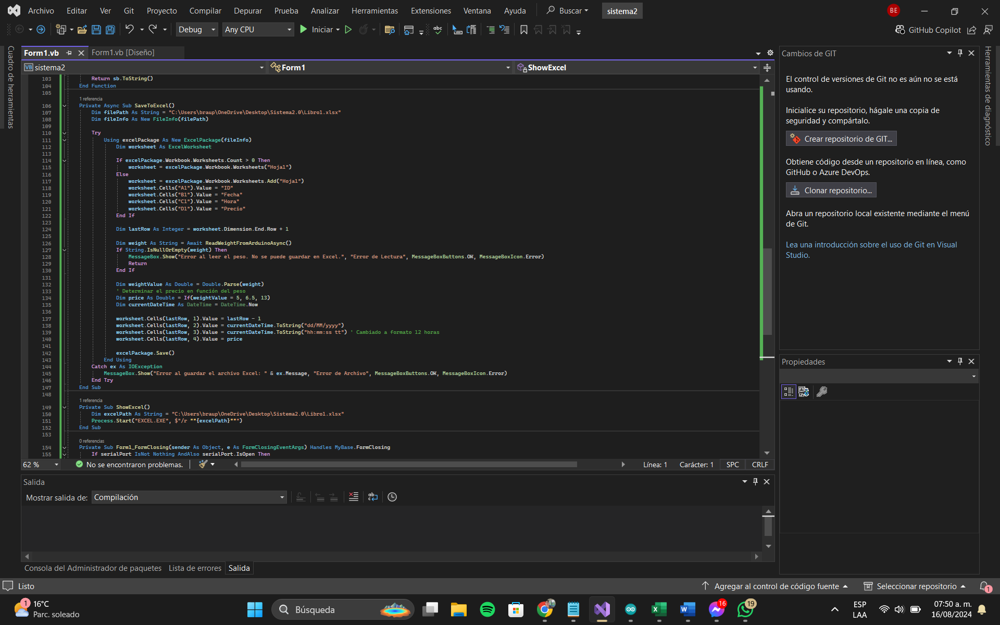 Archivo Editar Ver Git Proyecto Compilar Depurar Prueba Analizar Herramientas Extensiones Ventana Ayuda Buscar sistema2 BE
Debug Any CPU Iniciar GitHub Copilot
Cuadro de herramientas
Form1.vb Form1.vb [Diseño]
VB sistema2 Form1 ShowExcel
103 Return sb.ToString()
104 End Function
105
1 referencia
106 Private Async Sub SaveToExcel()
107 Dim filePath As String = "C:\Users\braup\OneDrive\Desktop\Sistema2.0\Libro1.xlsx"
108 Dim fileInfo As New FileInfo(filePath)
109
110 Try
111 Using excelPackage As New ExcelPackage(fileInfo)
112 Dim worksheet As ExcelWorksheet
113
114 If excelPackage.Workbook.Worksheets.Count > 0 Then
115 worksheet = excelPackage.Workbook.Worksheets("Hoja1")
116 Else
117 worksheet = excelPackage.Workbook.Worksheets.Add("Hoja1")
118 worksheet.Cells("A1").Value = "ID"
119 worksheet.Cells("B1").Value = "Fecha"
120 worksheet.Cells("C1").Value = "Hora"
121 worksheet.Cells("D1").Value = "Precio"
122 End If
123
124 Dim lastRow As Integer = worksheet.Dimension.End.Row + 1
125
126 Dim weight As String = Await ReadWeightFromArduinoAsync()
127 If String.IsNullOrEmpty(weight) Then
128 MessageBox.Show("Error al leer el peso. No se puede guardar en Excel.", "Error de Lectura", MessageBoxButtons.OK, MessageBoxIcon.Error)
129 Return
130 End If
131
132 Dim weightValue As Double = Double.Parse(weight)
133 ' Determinar el precio en función del peso
134 Dim price As Double = If(weightValue = 5, 6.5, 13)
135 Dim currentDateTime As DateTime = DateTime.Now
136
137 worksheet.Cells(lastRow, 1).Value = lastRow - 1
138 worksheet.Cells(lastRow, 2).Value = currentDateTime.ToString("dd/MM/yyyy")
139 worksheet.Cells(lastRow, 3).Value = currentDateTime.ToString("hh:mm:ss tt") ' Cambiado a formato 12 horas
140 worksheet.Cells(lastRow, 4).Value = price
141
142 excelPackage.Save()
143 End Using
144 Catch ex As IOException
145 MessageBox.Show("Error al guardar el archivo Excel: " & ex.Message, "Error de Archivo", MessageBoxButtons.OK, MessageBoxIcon.Error)
146 End Try
147 End Sub
148
1 referencia
149 Private Sub ShowExcel()
150 Dim excelPath As String = "C:\Users\braup\OneDrive\Desktop\Sistema2.0\Libro1.xlsx"
151 Process.Start("EXCEL.EXE", $"/r ""{excelPath}""")
152 End Sub
153
0 referencias
154 Private Sub Form1_FormClosing(sender As Object, e As FormClosingEventArgs) Handles MyBase.FormClosing
155 If serialPort IsNot Nothing AndAlso serialPort.IsOpen Then
62 % No se encontraron problemas. Línea: 1 Carácter: 1 SPC CRLF
Salida
Mostrar salida de: Compilación
Consola del Administrador de paquetes Lista de errores Salida
Cambios de GIT
El control de versiones de Git no es aún no se está
usando.
Inicialice su repositorio, hágale una copia de
seguridad y compártalo.
Crear repositorio de GIT...
Obtiene código desde un repositorio en línea, como
GitHub o Azure DevOps.
Clonar repositorio...
Abra un repositorio local existente mediante el menú
de Git.
Lea una introducción sobre el uso de Git en Visual
Studio.
Propiedades
Herramientas de diagnóstico
Listo Agregar al control de código fuente Seleccionar repositorio 1
1 16°C
Parc. soleado
Búsqueda
16 19
ESP
LAA
07:50 a. m.
16/08/2024